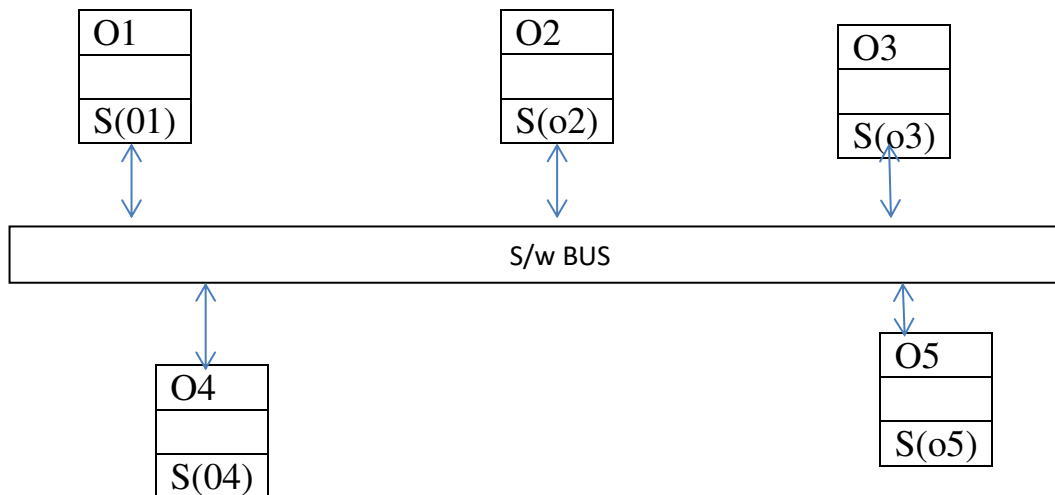 O1
S(01)
O2
S(o2)
O3
S(o3)
S/w BUS
O4
S(04)
O5
S(o5)